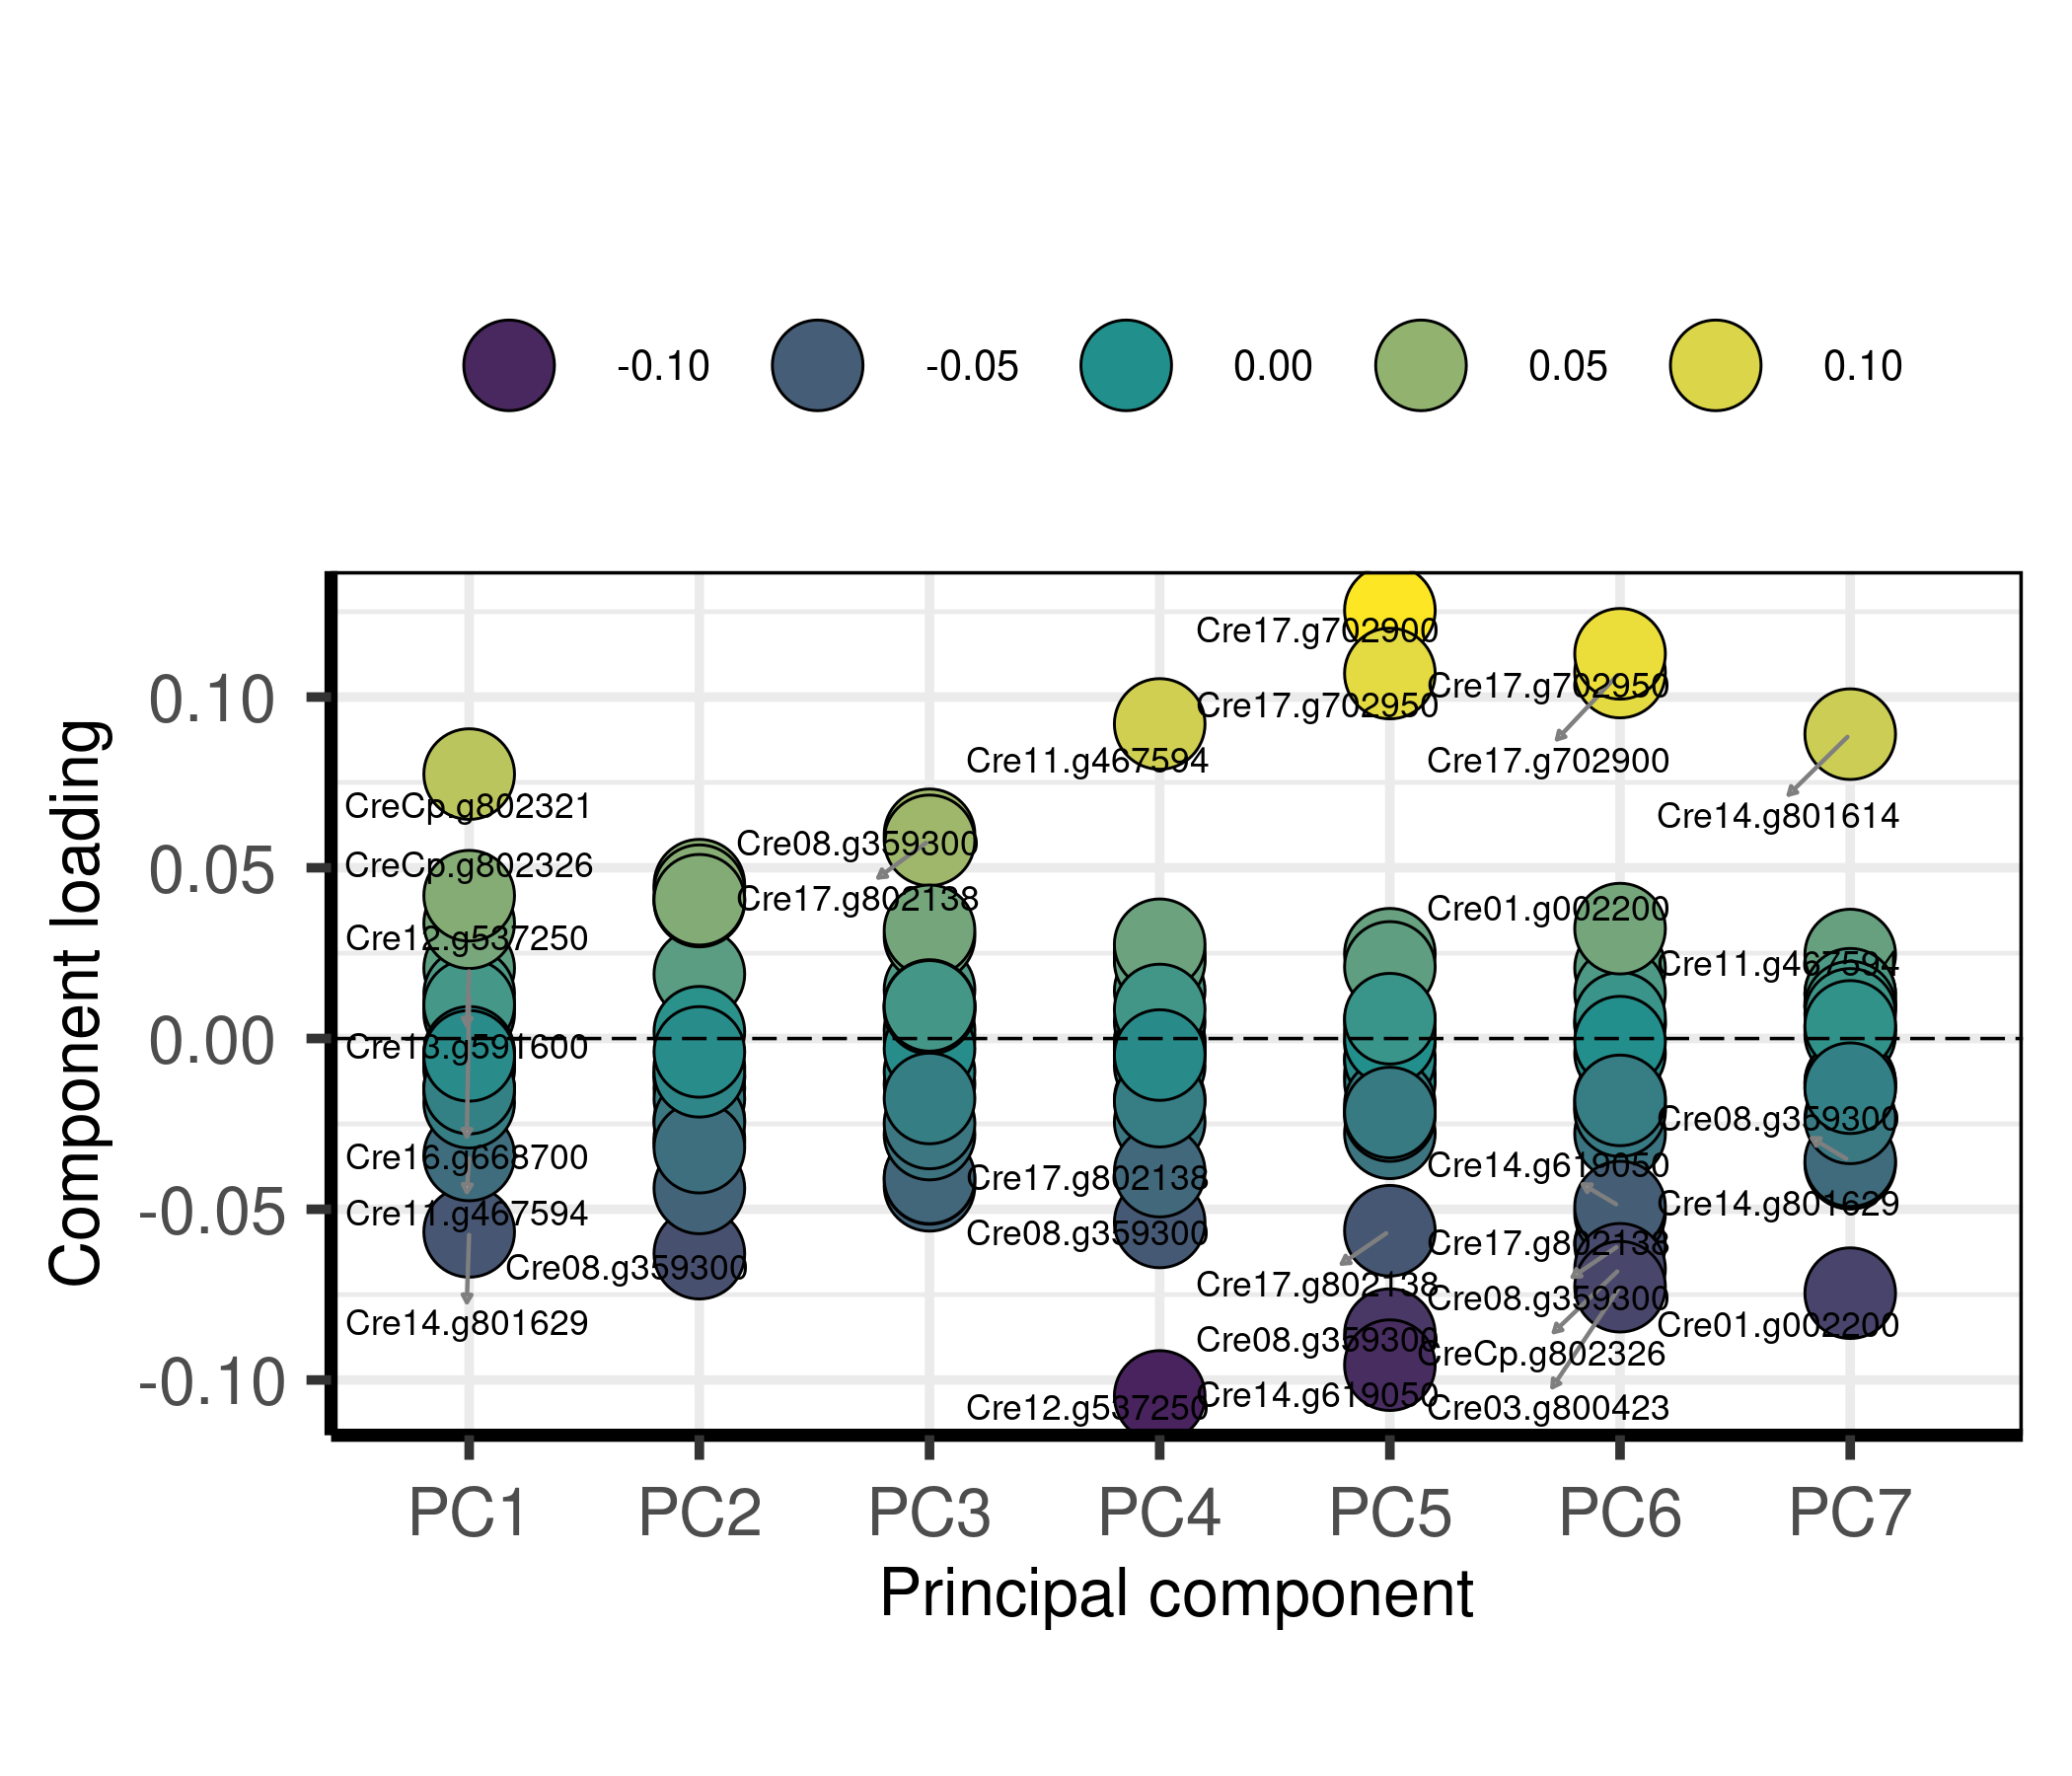 -0.10 -0.05 0.00 0.05 0.10
Component loading
0.10
0.05
0.00
-0.05
-0.10
CreCp.g802321
CreCp.g802326
Cre12.g537250
Cre13.g591600
Cre16.g668700
Cre11.g467594
Cre14.g801629
Cre08.g359300
Cre08.g359300
Cre17.g802138
Cre11.g467594
Cre17.g802138
Cre08.g359300
Cre12.g537250
Cre17.g702900
Cre17.g702950
Cre17.g802138
Cre08.g359300
Cre14.g619050
Cre17.g702950
Cre17.g702900
Cre01.g002200
Cre14.g619050
Cre17.g802138
Cre08.g359300
CreCp.g802326
Cre03.g800423
Cre14.g801614
Cre11.g467594
Cre08.g359300
Cre14.g801629
Cre01.g002200
PC1 PC2 PC3 PC4 PC5 PC6 PC7
Principal component